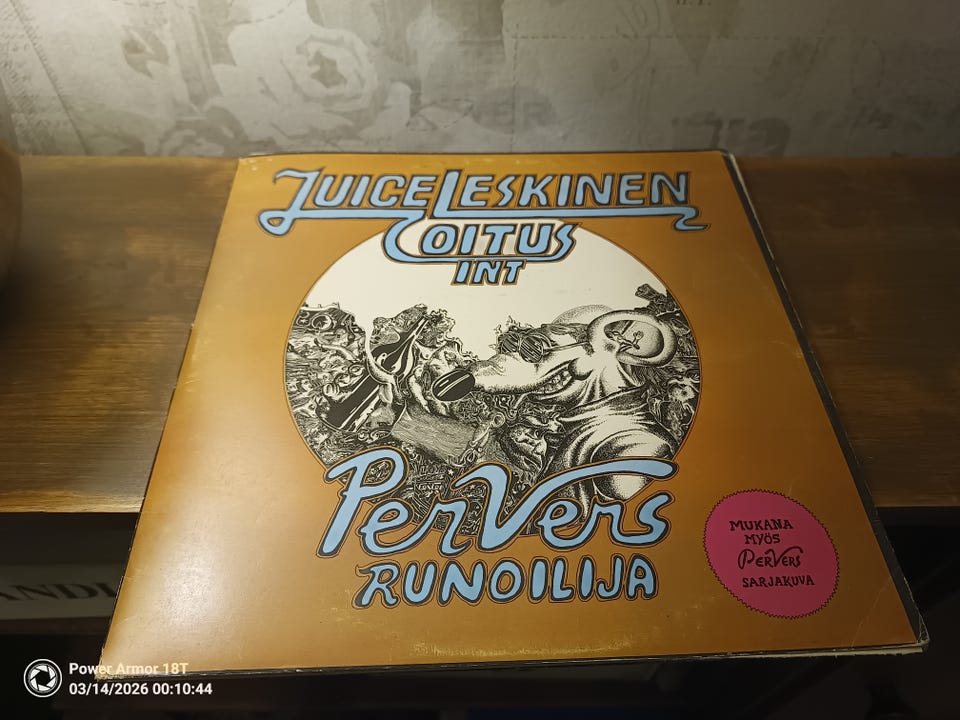 JUICE LESKINEN
COITUS
INT
PerVers
RUNOILIJA
MUKANA
MYÖS
PerVers
SARJAKUVA
Power Armor 18T
03/14/2026 00:10:44